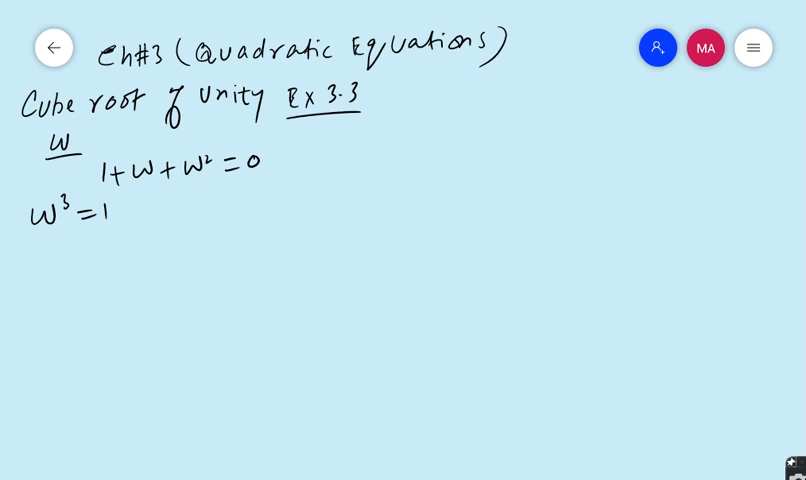 Ch#3 (Quadratic Equations)
MA
Cube root of Unity Ex 3.3
W
1+W+W²=0
W³=1